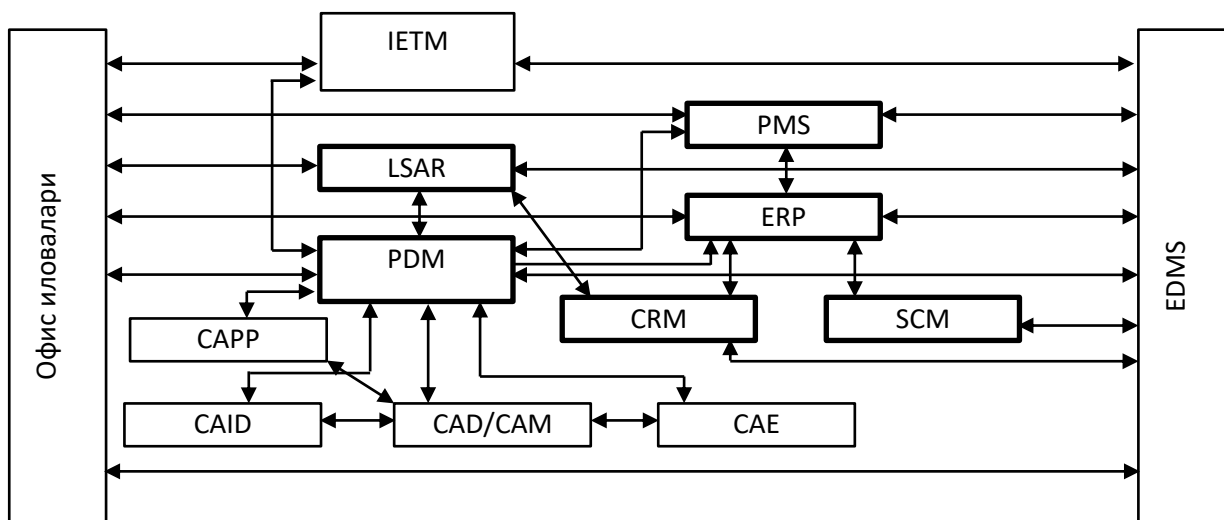 IETM
PMS
LSAR
ERP
PDM
CRM
SCM
CAPP
CAID
CAD/CAM
CAE
Офис иловалари
EDMS